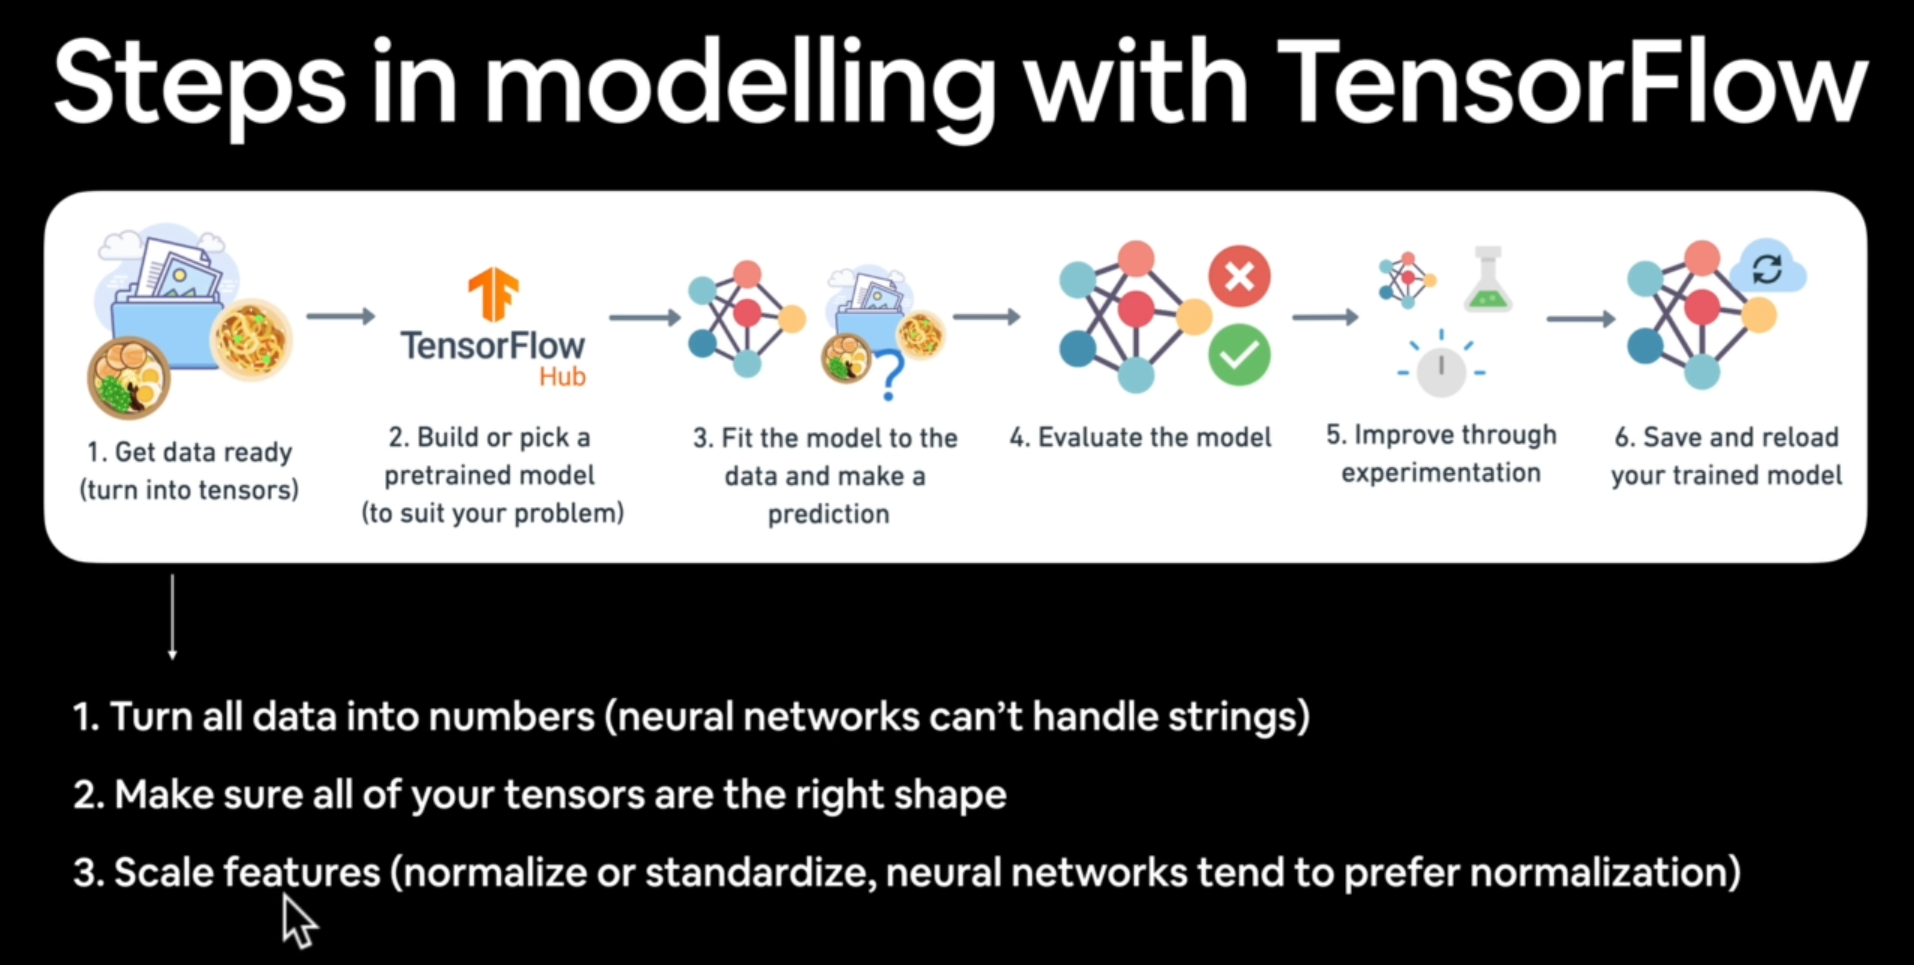 Steps in modelling with TensorFlow
1. Get data ready
(turn into tensors)
TensorFlow
Hub
2. Build or pick a
pretrained model
(to suit your problem)
3. Fit the model to the
data and make a
prediction
4. Evaluate the model
5. Improve through
experimentation
6. Save and reload
your trained model
1. Turn all data into numbers (neural networks can’t handle strings)
2. Make sure all of your tensors are the right shape
3. Scale features (normalize or standardize, neural networks tend to prefer normalization)